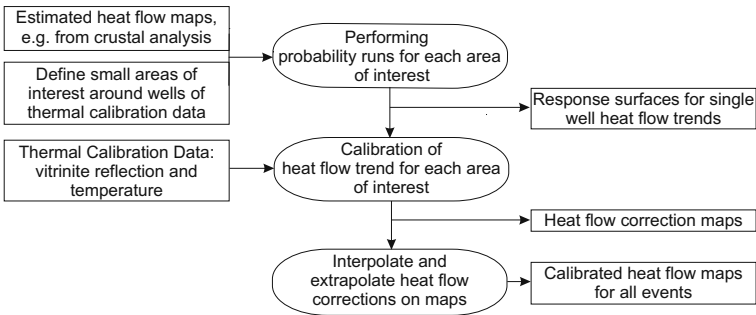 Estimated heat flow maps,
e.g. from crustal analysis
Define small areas of
interest around wells of
thermal calibration data
Performing
probability runs for each area
of interest
Response surfaces for single
well heat flow trends
Thermal Calibration Data:
vitrinite reflection and
temperature
Calibration of
heat flow trend for each area
of interest
Heat flow correction maps
Interpolate and
extrapolate heat flow
corrections on maps
Calibrated heat flow maps
for all events